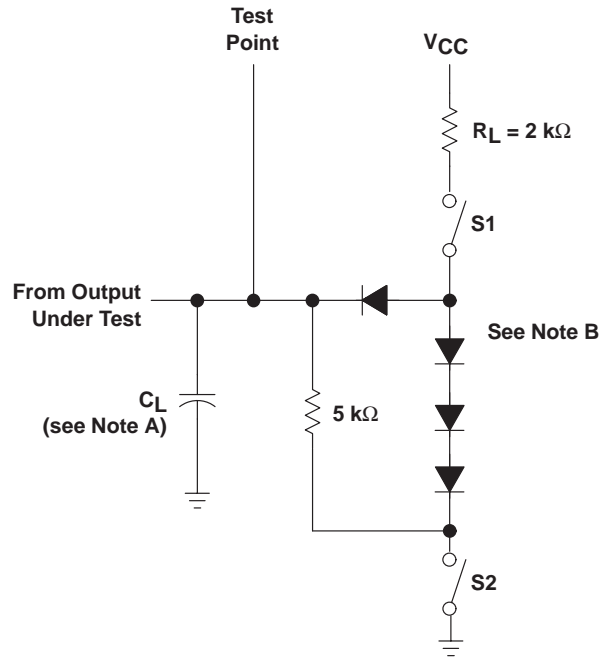 Test
Point
VCC
RL = 2 kΩ
S1
From Output
Under Test
See Note B
CL
(see Note A)
5 kΩ
S2